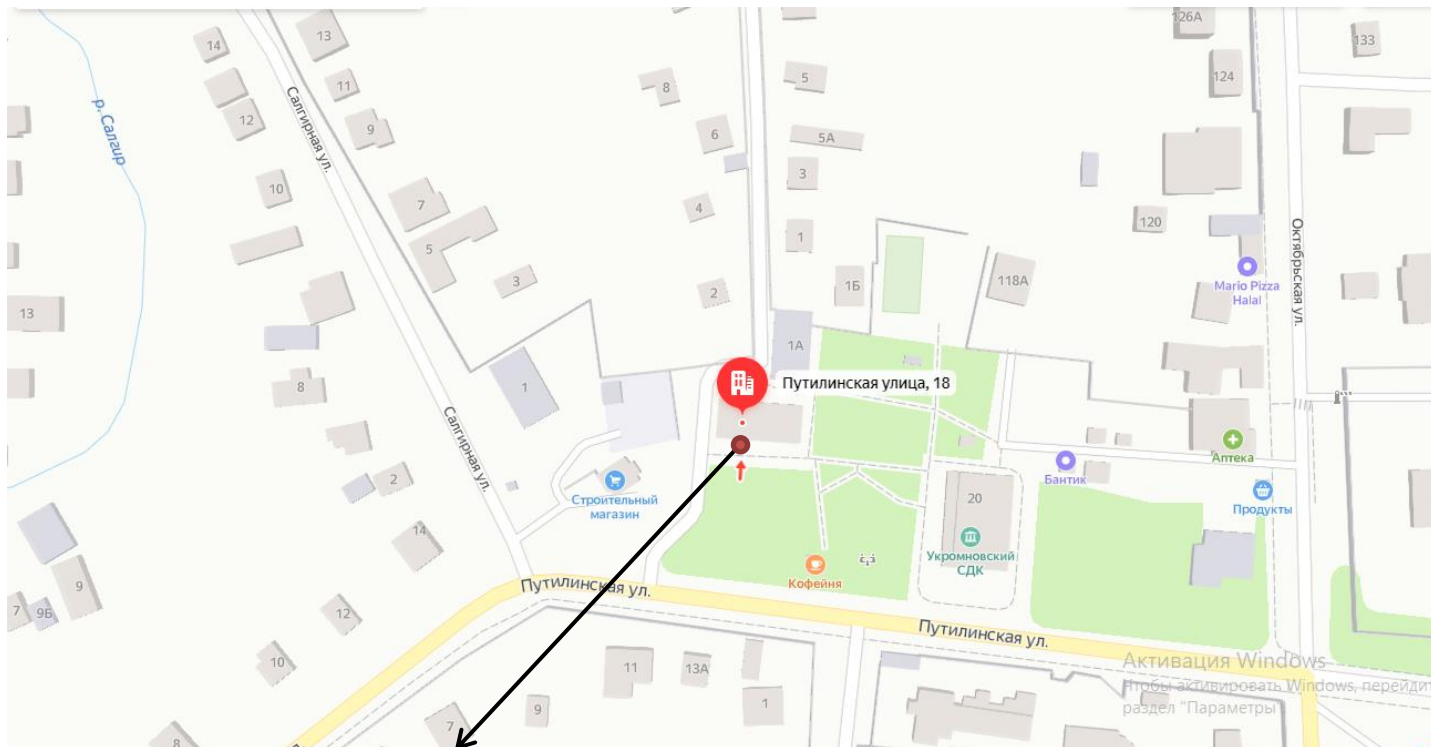 126А
133
14
13
124
11
5
8
р. Салгир
Салгирная ул.
12
9
6
5А
3
10
7
4
120
5
1
Октябрьская ул.
3
2
1Б
118А
Mario Pizza
Halal
13
1А
8
1
Путилинская улица, 18
Салгирная ул.
Аптека
Бантик
2
Строительный
магазин
20
Продукты
14
Укромновский
СДК
Кофейня
Путилинская ул.
9
7
9Б
12
Путилинская ул.
10
11
13А
Активация Windows
Чтобы активировать Windows, перейдит
раздел "Параметры".
7
9
1
8